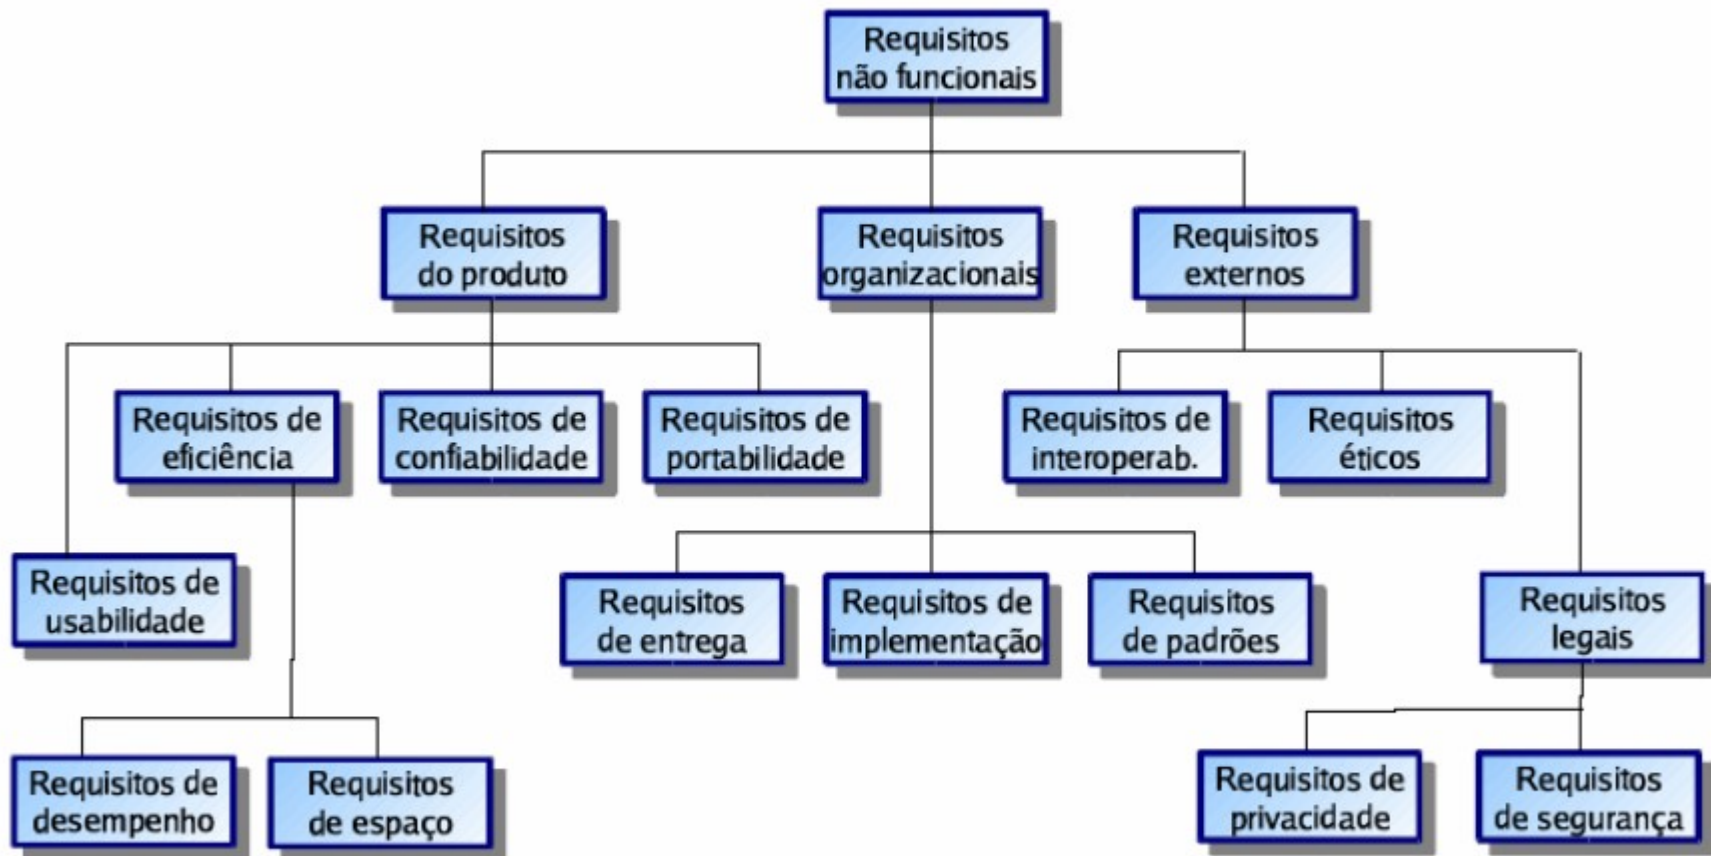 Requisitos
não funcionais
Requisitos
do produto
Requisitos
organizacionais
Requisitos
externos
Requisitos de
eficiência
Requisitos de
confiabilidade
Requisitos de
portabilidade
Requisitos de
interoperab.
Requisitos
éticos
Requisitos de
usabilidade
Requisitos
de entrega
Requisitos de
implementação
Requisitos
de padrões
Requisitos
legais
Requisitos de
desempenho
Requisitos
de espaço
Requisitos de
privacidade
Requisitos
de segurança